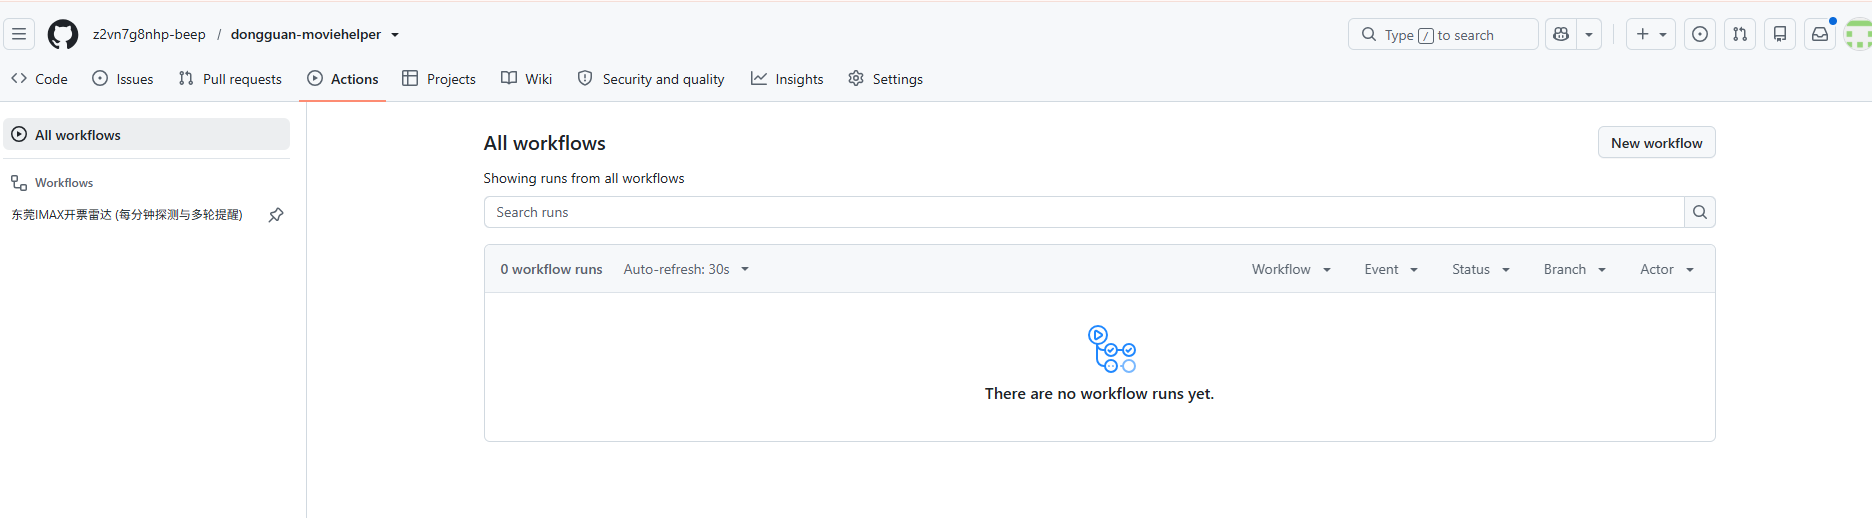 z2vn7g8nhp-beep / dongguan-moviehelper
Type / to search
Code Issues Pull requests Actions Projects Wiki Security and quality Insights Settings
All workflows
Workflows
东莞IMAX开票雷达 (每分钟探测与多轮提醒)
All workflows
New workflow
Showing runs from all workflows
Search runs
0 workflow runs Auto-refresh: 30s Workflow Event Status Branch Actor
There are no workflow runs yet.